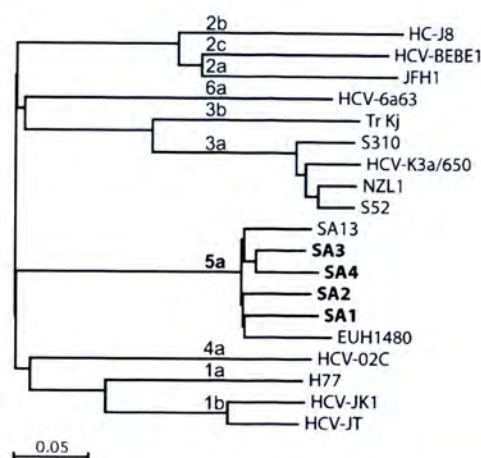 2b
HC-J8
2c
HCV-BEBE1
2a
JFH1
6a
HCV-6a63
3b
Tr Kj
S310
3a
HCV-K3a/650
NZL1
S52
SA13
SA3
5a
SA4
SA2
SA1
EUH1480
4a
HCV-02C
1a
H77
1b
HCV-JK1
HCV-JT
0.05